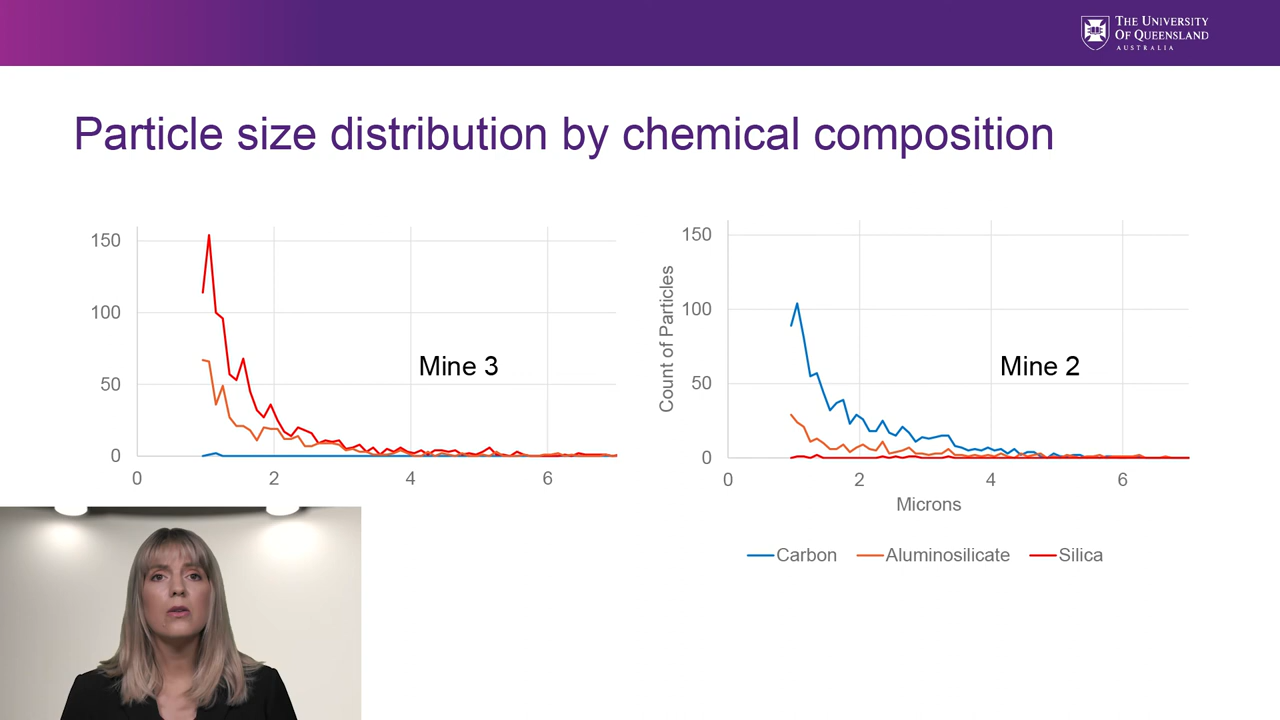 THE UNIVERSITY
OF QUEENSLAND
AUSTRALIA
Particle size distribution by chemical composition
150
100
50
0
0 2 4 6
Mine 3
Count of Particles
150
100
50
0
0 2 4 6
Mine 2
Microns
Carbon Aluminosilicate Silica